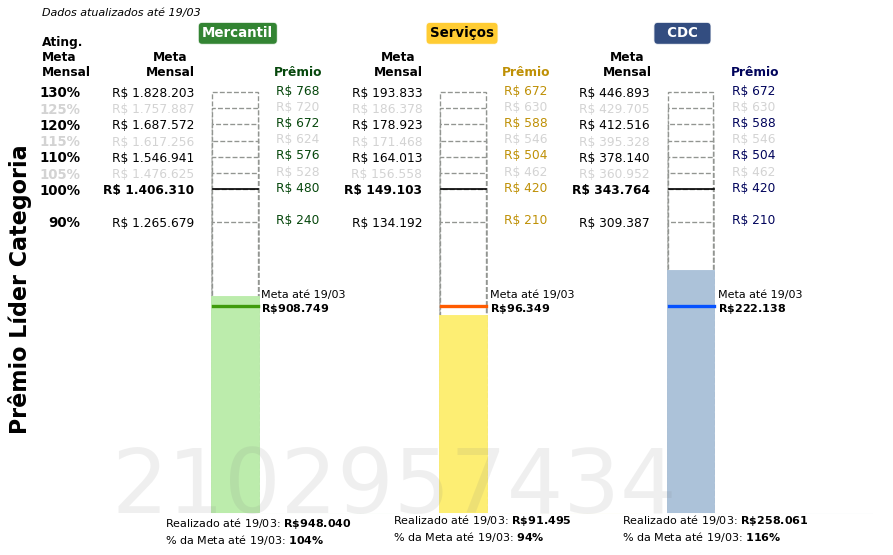 Dados atualizados até 19/03
Mercantil Serviços CDC
Ating. Meta Mensal
Meta Mensal Prêmio Meta Mensal Prêmio Meta Mensal Prêmio
130% R$ 1.828.203 R$ 768 R$ 193.833 R$ 672 R$ 446.893 R$ 672
125% R$ 1.757.887 R$ 720 R$ 186.378 R$ 630 R$ 429.705 R$ 630
120% R$ 1.687.572 R$ 672 R$ 178.923 R$ 588 R$ 412.516 R$ 588
115% R$ 1.617.256 R$ 624 R$ 171.468 R$ 546 R$ 395.328 R$ 546
110% R$ 1.546.941 R$ 576 R$ 164.013 R$ 504 R$ 378.140 R$ 504
105% R$ 1.476.625 R$ 528 R$ 156.558 R$ 462 R$ 360.952 R$ 462
100% R$ 1.406.310 R$ 480 R$ 149.103 R$ 420 R$ 343.764 R$ 420
90% R$ 1.265.679 R$ 240 R$ 134.192 R$ 210 R$ 309.387 R$ 210
Prêmio Líder Categoria
Meta até 19/03 Meta até 19/03 Meta até 19/03
R$908.749 R$96.349 R$222.138
2102957434
Realizado até 19/03: R$948.040 Realizado até 19/03: R$91.495 Realizado até 19/03: R$258.061
% da Meta até 19/03: 104% % da Meta até 19/03: 94% % da Meta até 19/03: 116%